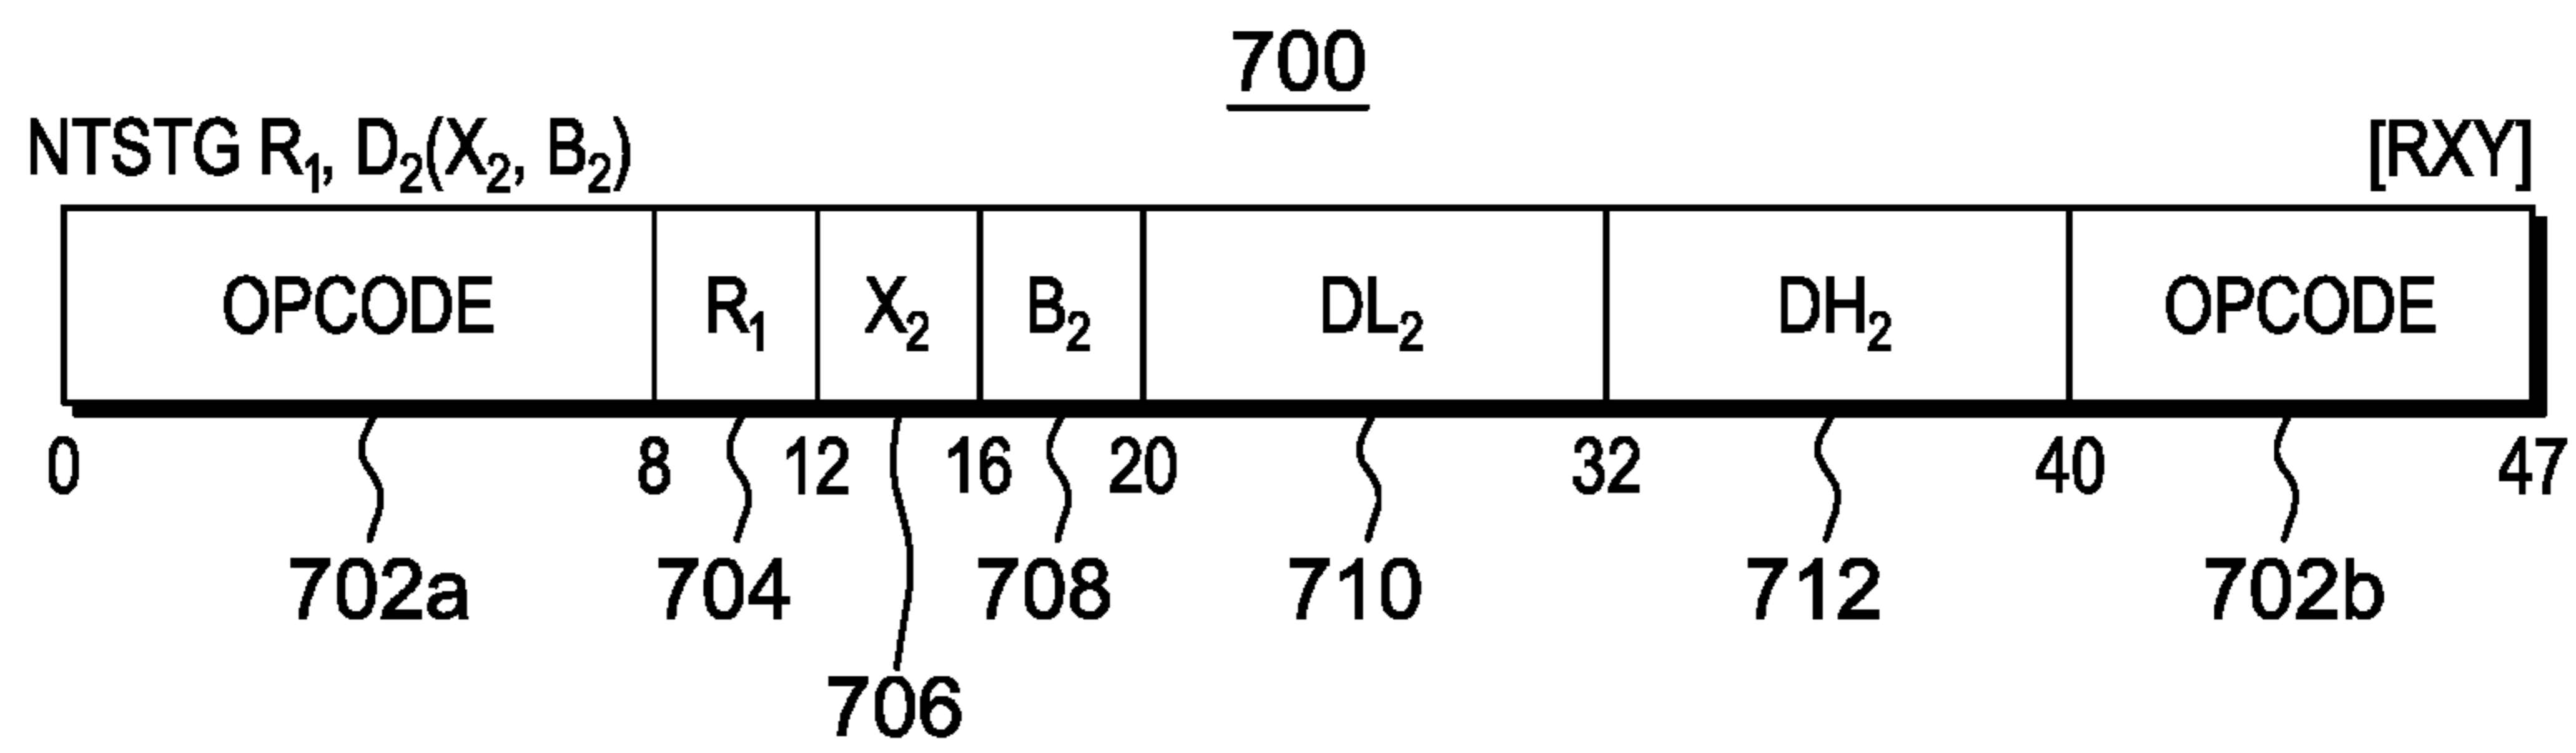 700
NTSTG R₁, D₂(X₂, B₂) [RXY]
OPCODE R₁ X₂ B₂ DL₂ DH₂ OPCODE
0 8 12 16 20 32 40 47
702a 704 708 710 712 702b
706